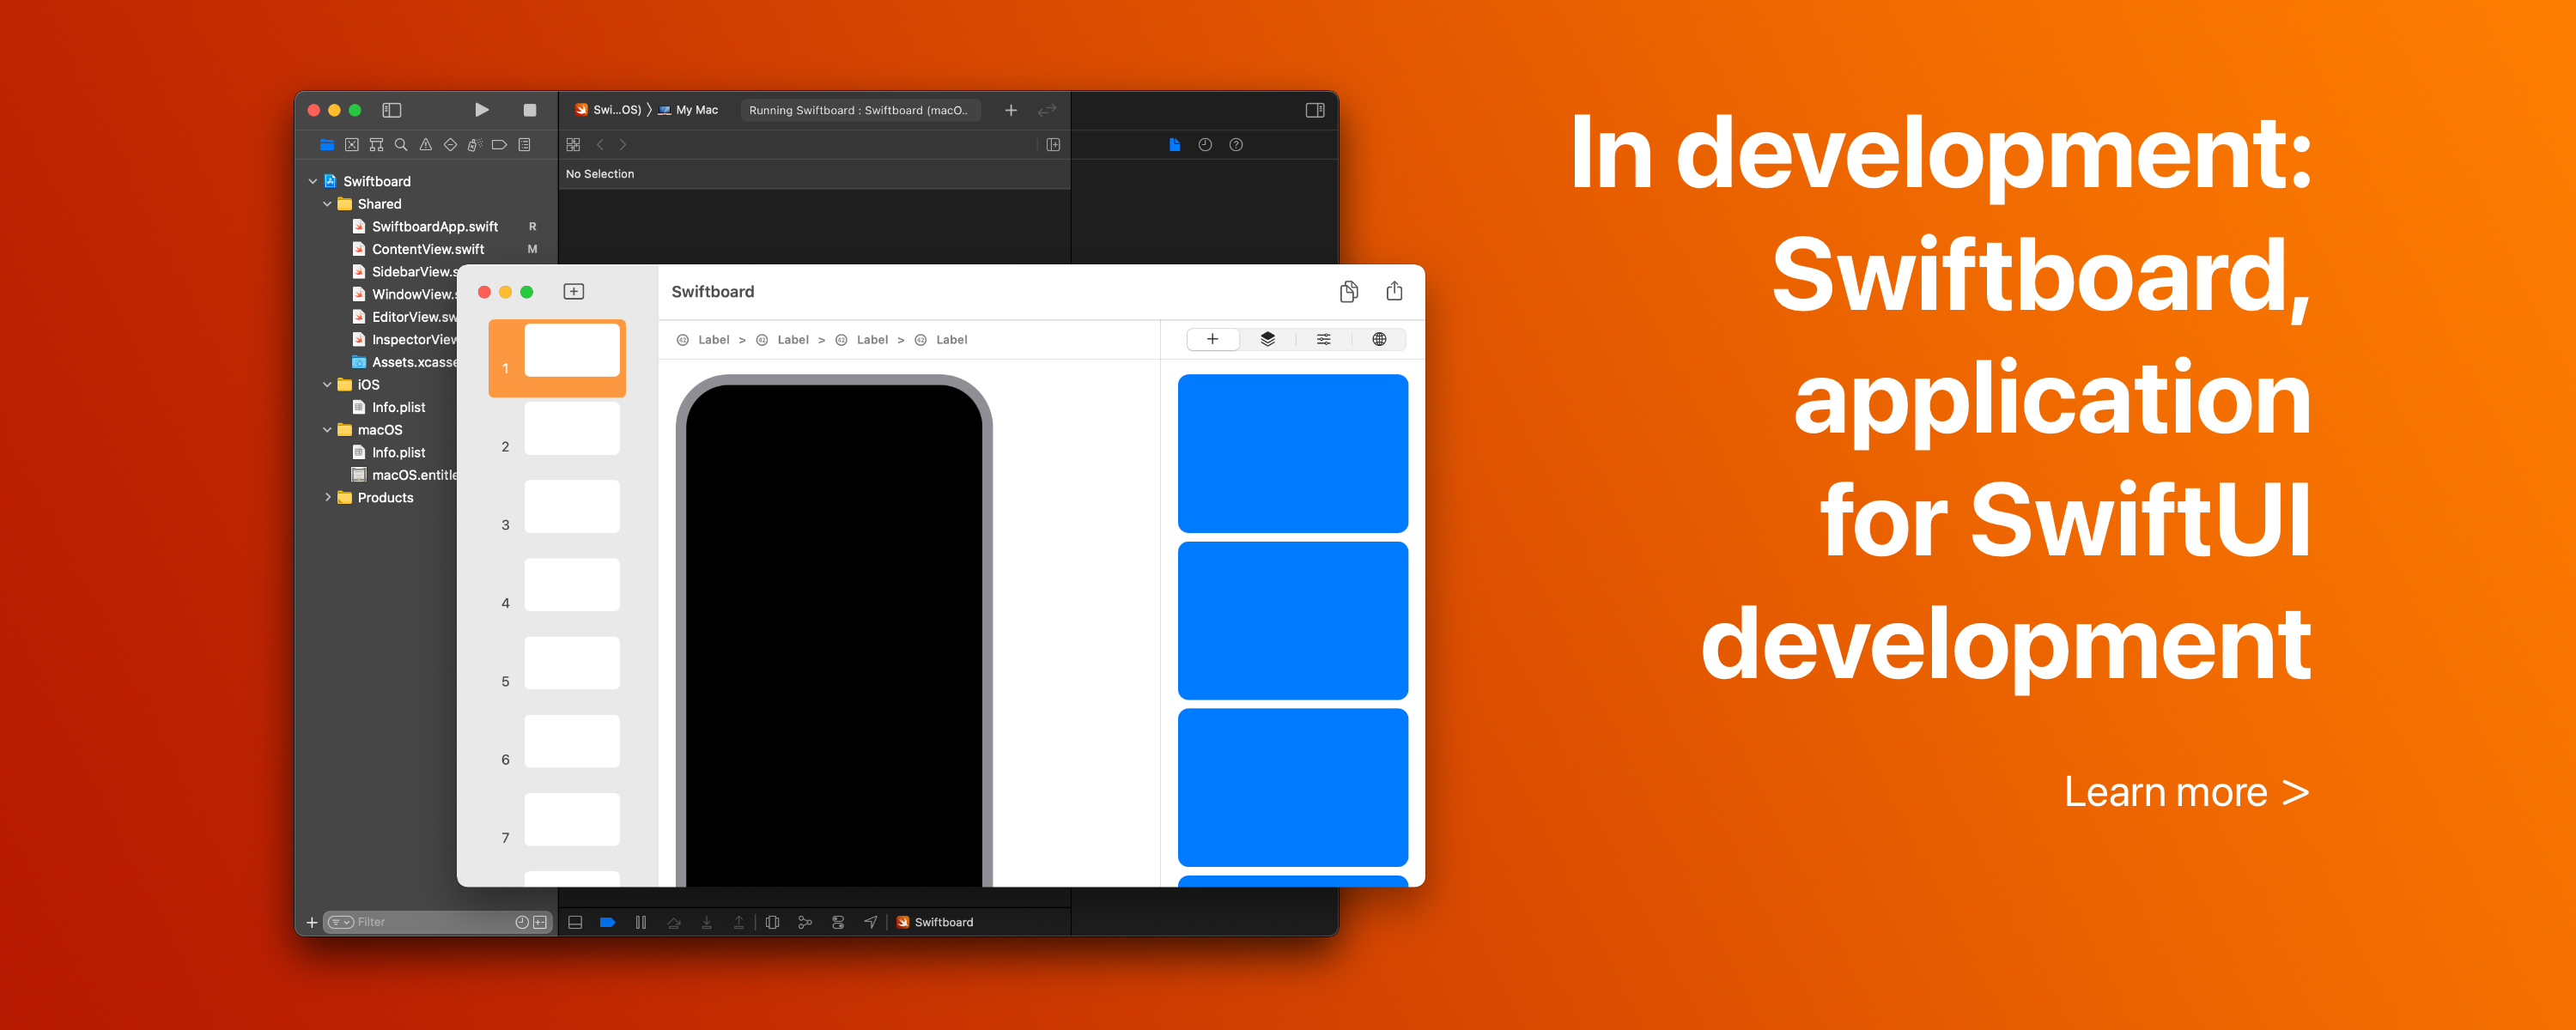 Swi...OS) 〉 My Mac
Running Swiftboard : Swiftboard (macO..
No Selection
Swiftboard
Shared
SwiftboardApp.swift R
ContentView.swift M
SidebarView.s
WindowView.s
EditorView.sw
InspectorView
Assets.xcasse
iOS
Info.plist
macOS
Info.plist
macOS.entitle
Products
Filter
Swiftboard
Swiftboard
Label > Label > Label > Label
1
2
3
4
5
6
7
In development:
Swiftboard,
application
for SwiftUI
development
Learn more >